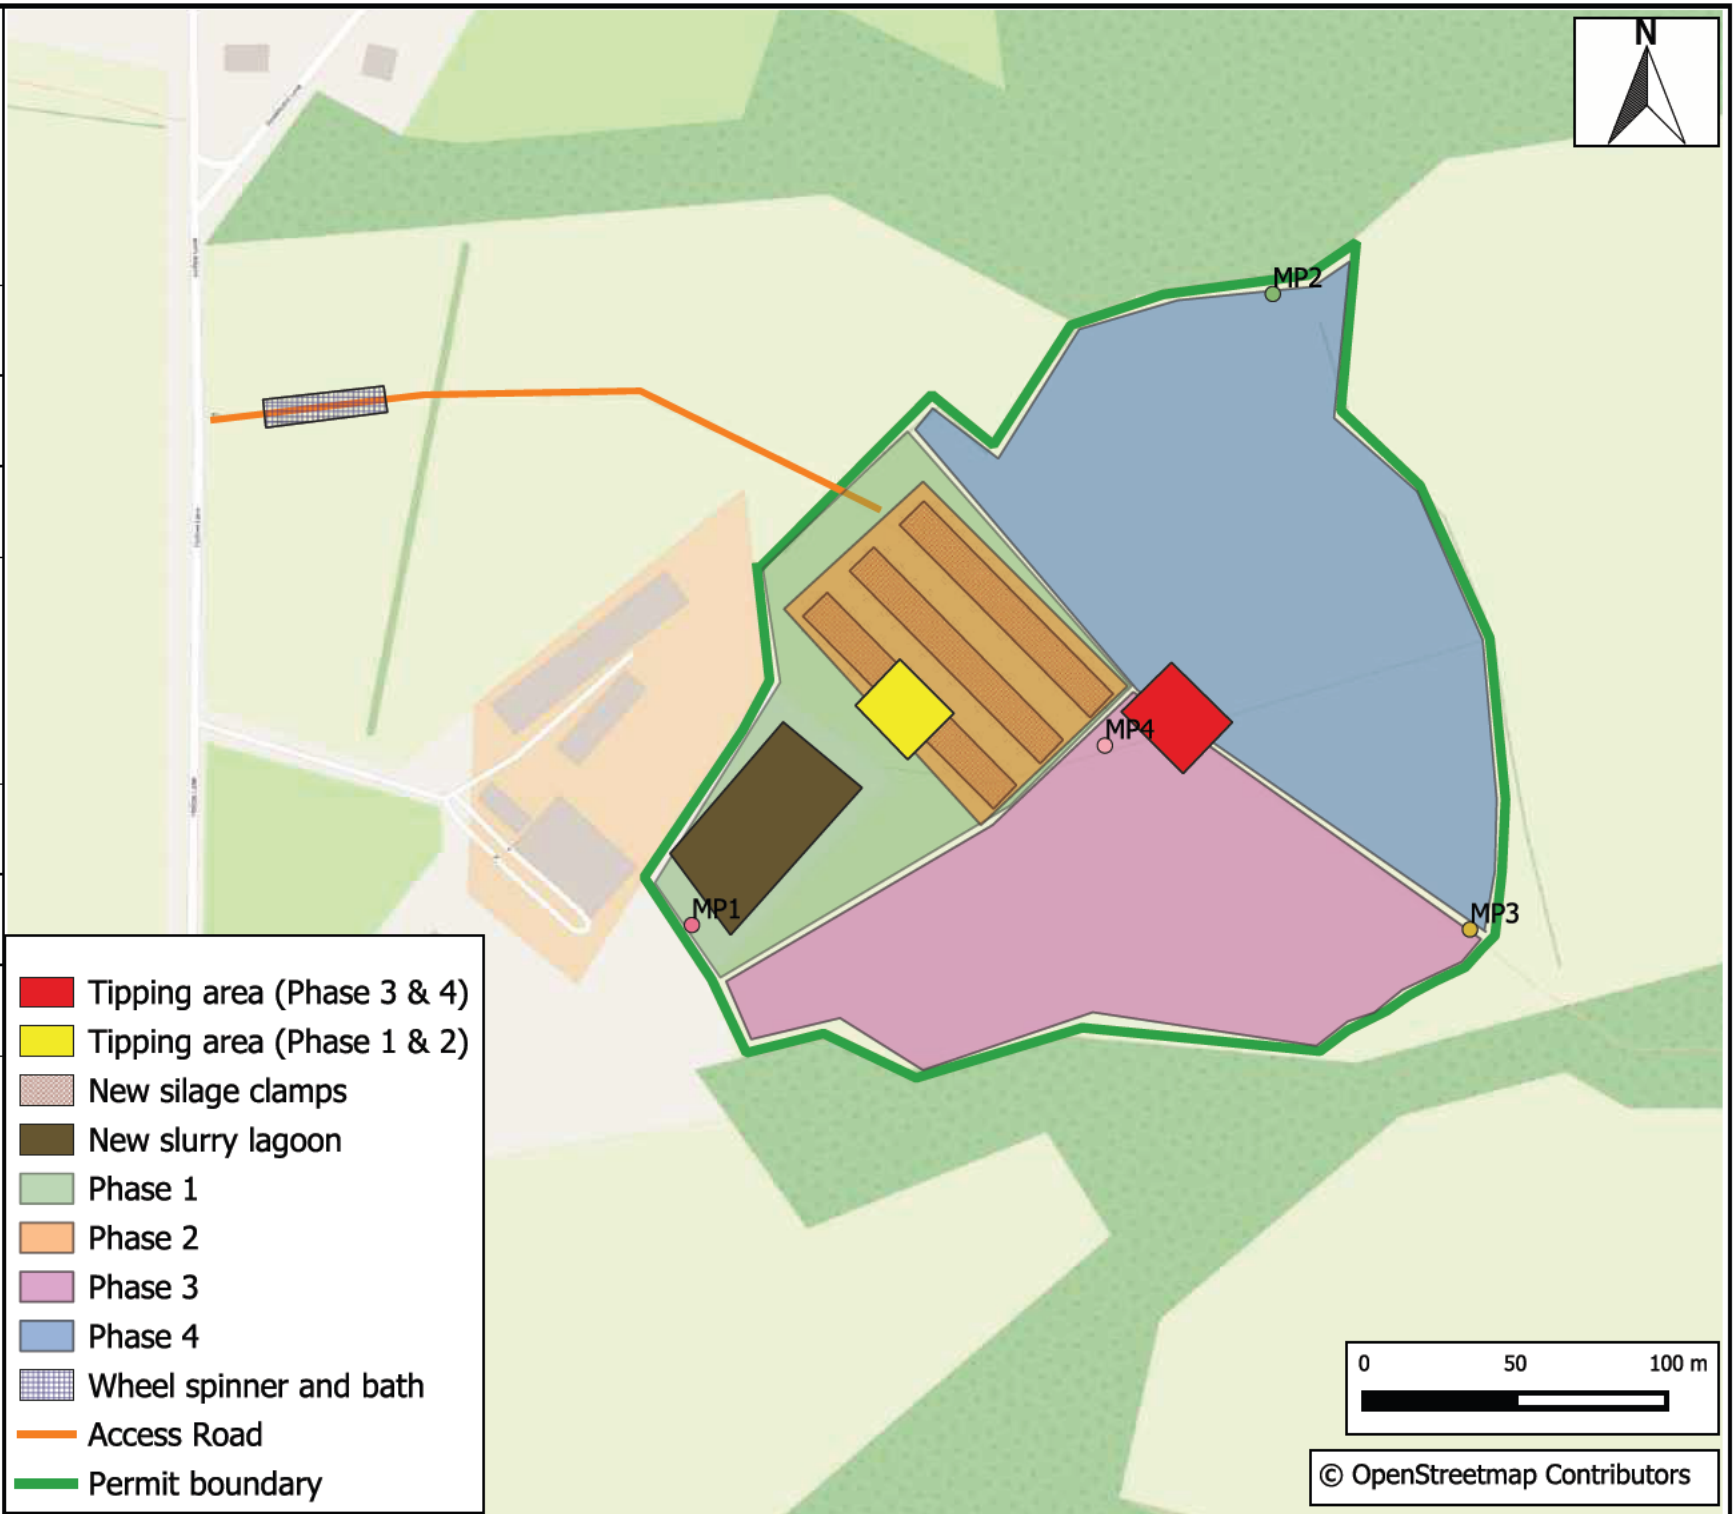 N
MP2
MP4
MP1
MP3
Tipping area (Phase 3 & 4)
Tipping area (Phase 1 & 2)
New silage clamps
New slurry lagoon
Phase 1
Phase 2
Phase 3
Phase 4
Wheel spinner and bath
Access Road
Permit boundary
0 50 100 m
© OpenStreetmap Contributors